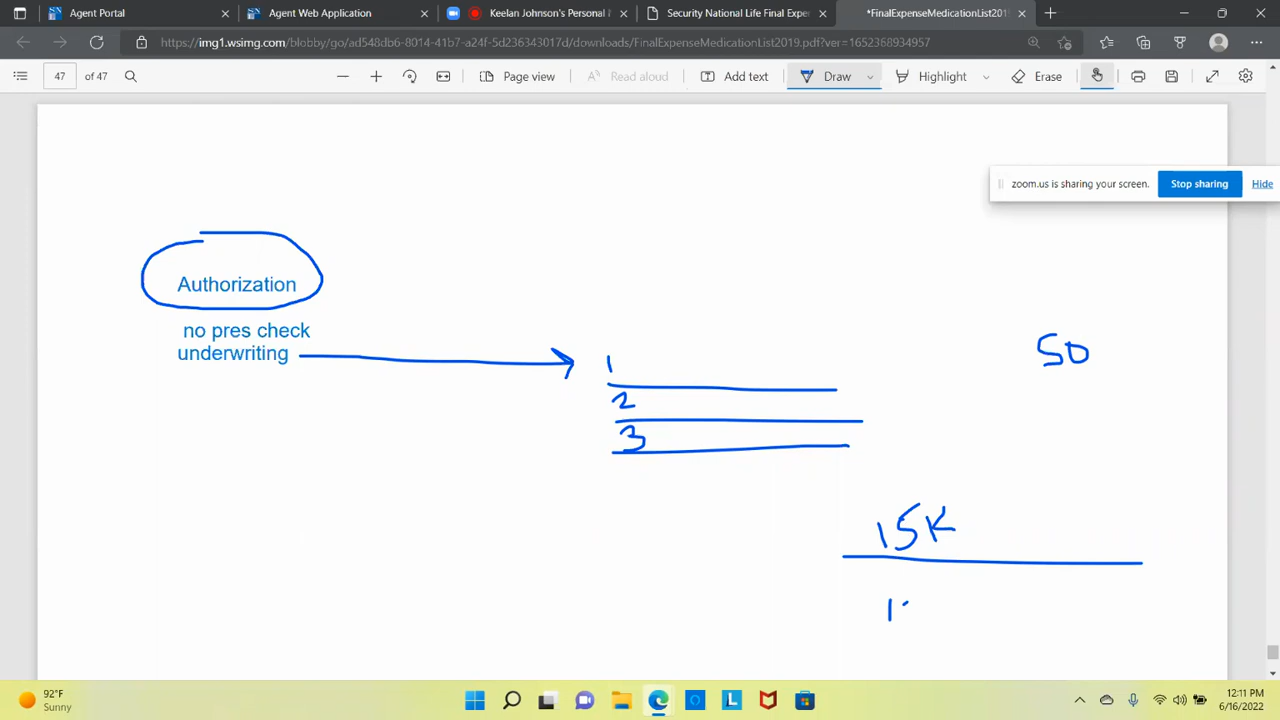 Agent Portal
Agent Web Application
Keelan Johnson's Personal
Security National Life Final Exper
*FinalExpenseMedicationList2019
https://img1.wsimg.com/blobby/go/ad548db6-8014-41b7-a24f-5d236343017d/downloads/FinalExpenseMedicationList2019.pdf?ver=1652368934957
47 of 47
Page view
Read aloud
Add text
Draw
Highlight
Erase
zoom.us is sharing your screen. Stop sharing Hide
Authorization
no pres check
underwriting
1
2
3
50
15K
1
92°F
Sunny
12:11 PM
6/16/2022